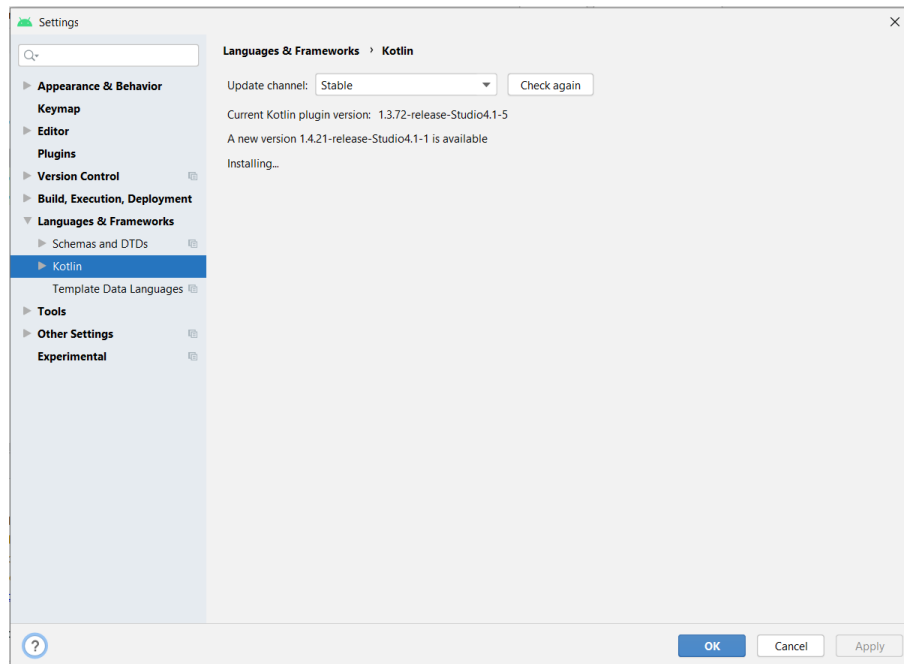 Settings
Languages & Frameworks › Kotlin
Appearance & Behavior
Keymap
Editor
Plugins
Version Control
Build, Execution, Deployment
Languages & Frameworks
Schemas and DTDs
Kotlin
Template Data Languages
Tools
Other Settings
Experimental
Update channel: Stable Check again
Current Kotlin plugin version: 1.3.72-release-Studio4.1-5
A new version 1.4.21-release-Studio4.1-1 is available
Installing...
? OK Cancel Apply